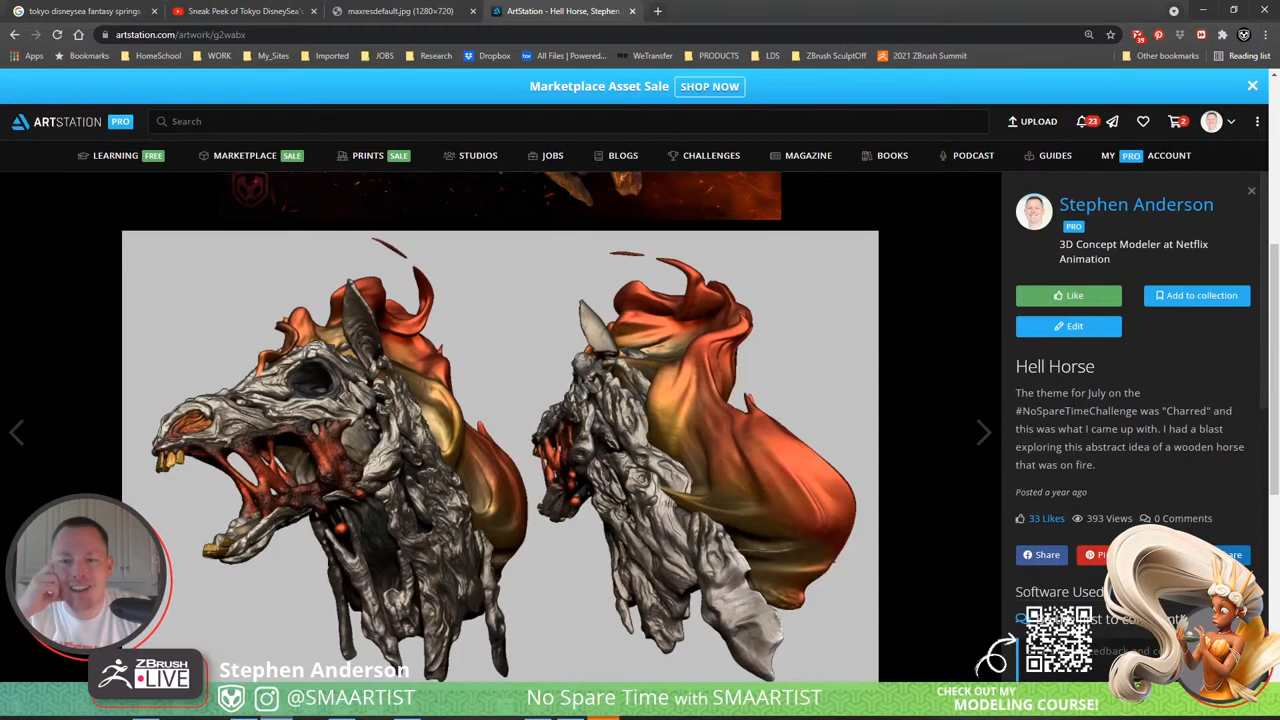 tokyo disneysea fantasy springs
Sneak Peek of Tokyo DisneySea's
maxresdefault.jpg (1280×720)
ArtStation - Hell Horse, Stephen
artstation.com/artwork/g2wabx
Apps
Bookmarks
HomeSchool
WORK
My_Sites
Imported
JOBS
Research
Dropbox
All Files | Powered...
WeTransfer
PRODUCTS
LDS
ZBrush SculptOff
2021 ZBrush Summit
Other bookmarks
Reading list
39
Marketplace Asset Sale SHOP NOW
ARTSTATION PRO
Search
UPLOAD
23
2
LEARNING FREE
MARKETPLACE SALE
PRINTS SALE
STUDIOS
JOBS
BLOGS
CHALLENGES
MAGAZINE
BOOKS
PODCAST
GUIDES
MY PRO ACCOUNT
Stephen Anderson
PRO
3D Concept Modeler at Netflix
Animation
Like
Add to collection
Edit
Hell Horse
The theme for July on the
#NoSpareTimeChallenge was "Charred" and
this was what I came up with. I had a blast
exploring this abstract idea of a wooden horse
that was on fire.
Posted a year ago
33 Likes 393 Views 0 Comments
Share
Software Used
ZBRUSH
LIVE
Stephen Anderson
@SMAARTIST
No Spare Time with SMAARTIST
CHECK OUT MY
MODELING COURSE!